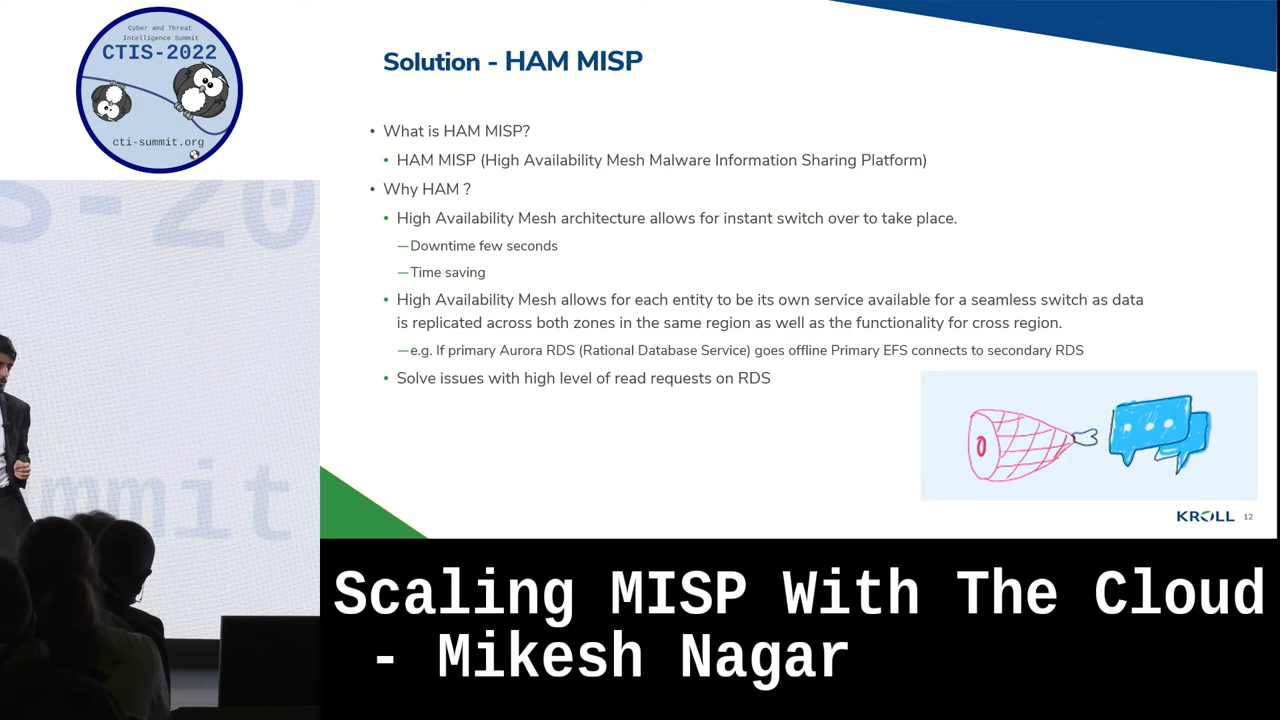 Cyber and Threat
Intelligence Summit
CTIS-2022
cti-summit.org
S-20
mmit
Solution - HAM MISP
• What is HAM MISP?
• HAM MISP (High Availability Mesh Malware Information Sharing Platform)
• Why HAM ?
• High Availability Mesh architecture allows for instant switch over to take place.
—Downtime few seconds
—Time saving
• High Availability Mesh allows for each entity to be its own service available for a seamless switch as data
is replicated across both zones in the same region as well as the functionality for cross region.
—e.g. If primary Aurora RDS (Rational Database Service) goes offline Primary EFS connects to secondary RDS
• Solve issues with high level of read requests on RDS
KROLL 12
Scaling MISP With The Cloud
- Mikesh Nagar